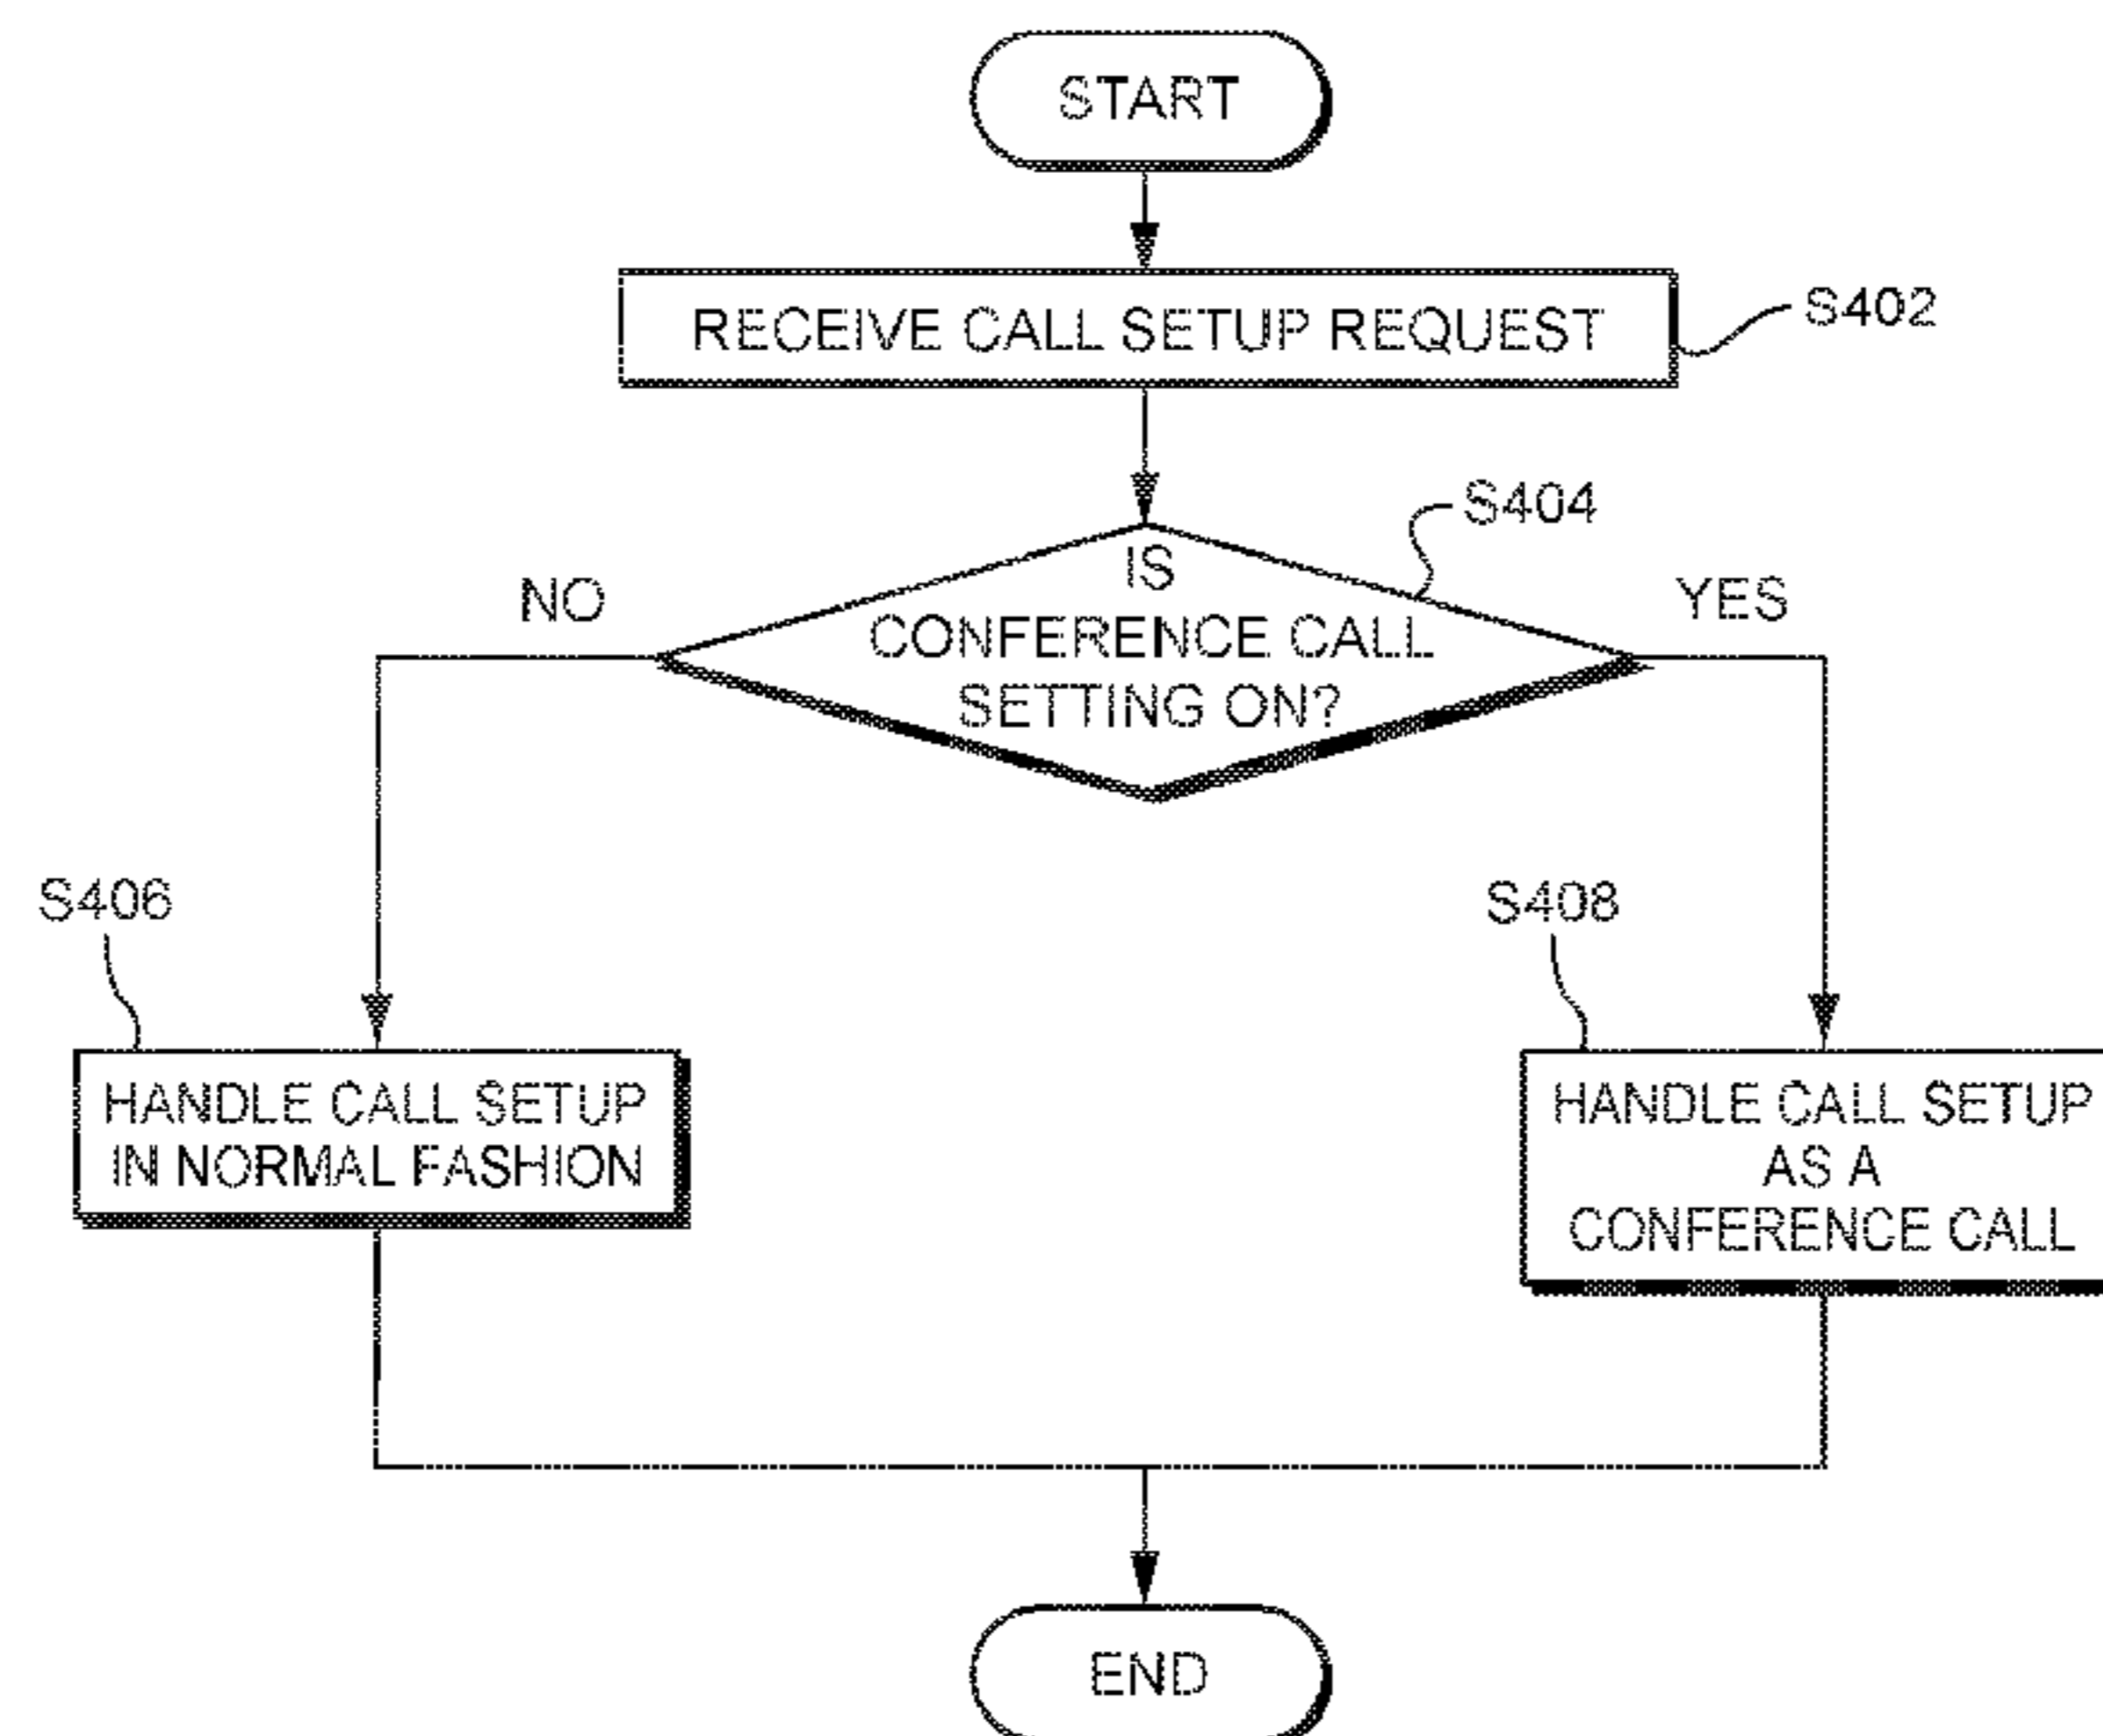 START
RECEIVE CALL SETUP REQUEST
S402
S404
IS
CONFERENCE CALL
SETTING ON?
NO
YES
S406
S408
HANDLE CALL SETUP
IN NORMAL FASHION
HANDLE CALL SETUP
AS A
CONFERENCE CALL
END